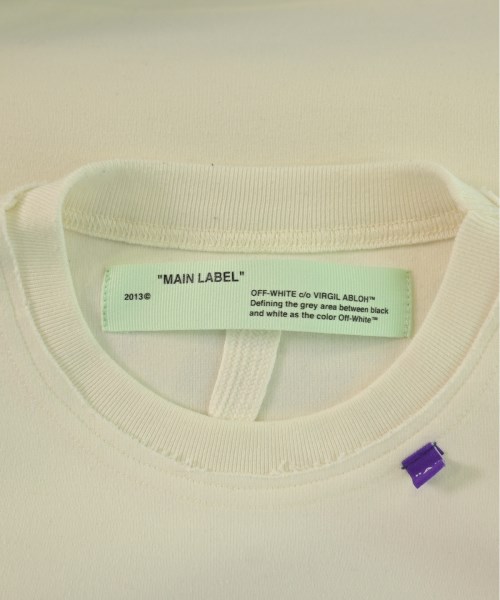 "MAIN LABEL"
2013©
OFF-WHITE c/o VIRGIL ABLOH™
Defining the grey area between black
and white as the color Off-White™